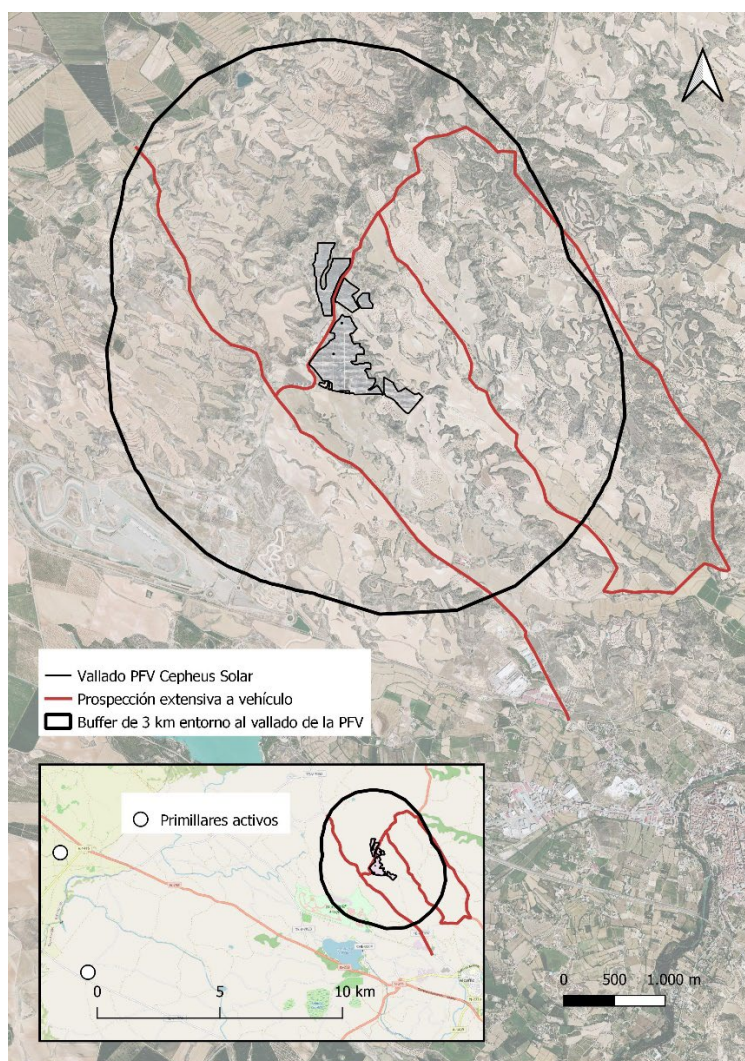 Vallado PFV Cepheus Solar
Prospección extensiva a vehículo
Buffer de 3 km entorno al vallado de la PFV
Primillares activos
0 5 10 km
0 500 1.000 m